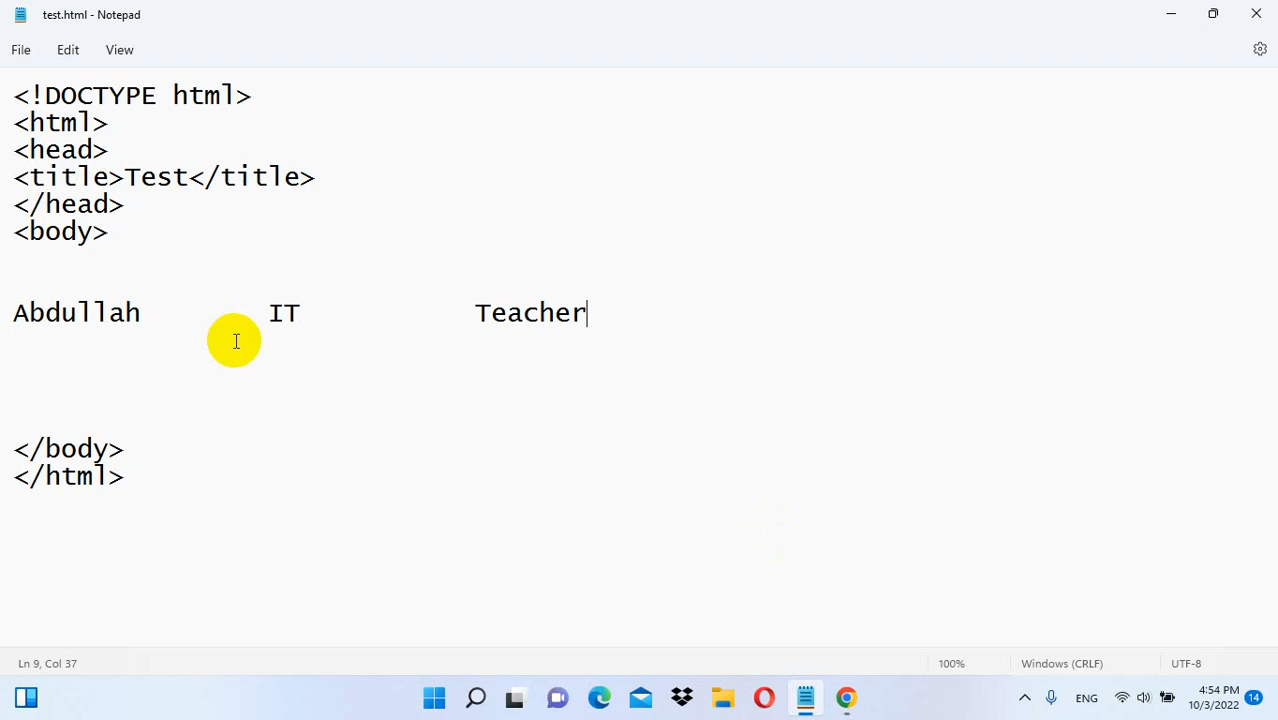 test.html - Notepad
File Edit View
<!DOCTYPE html>
<html>
<head>
<title>Test</title>
</head>
<body>
Abdullah        IT           Teacher
</body>
</html>
Ln 9, Col 37 100% Windows (CRLF) UTF-8
ENG 4:54 PM 14
10/3/2022